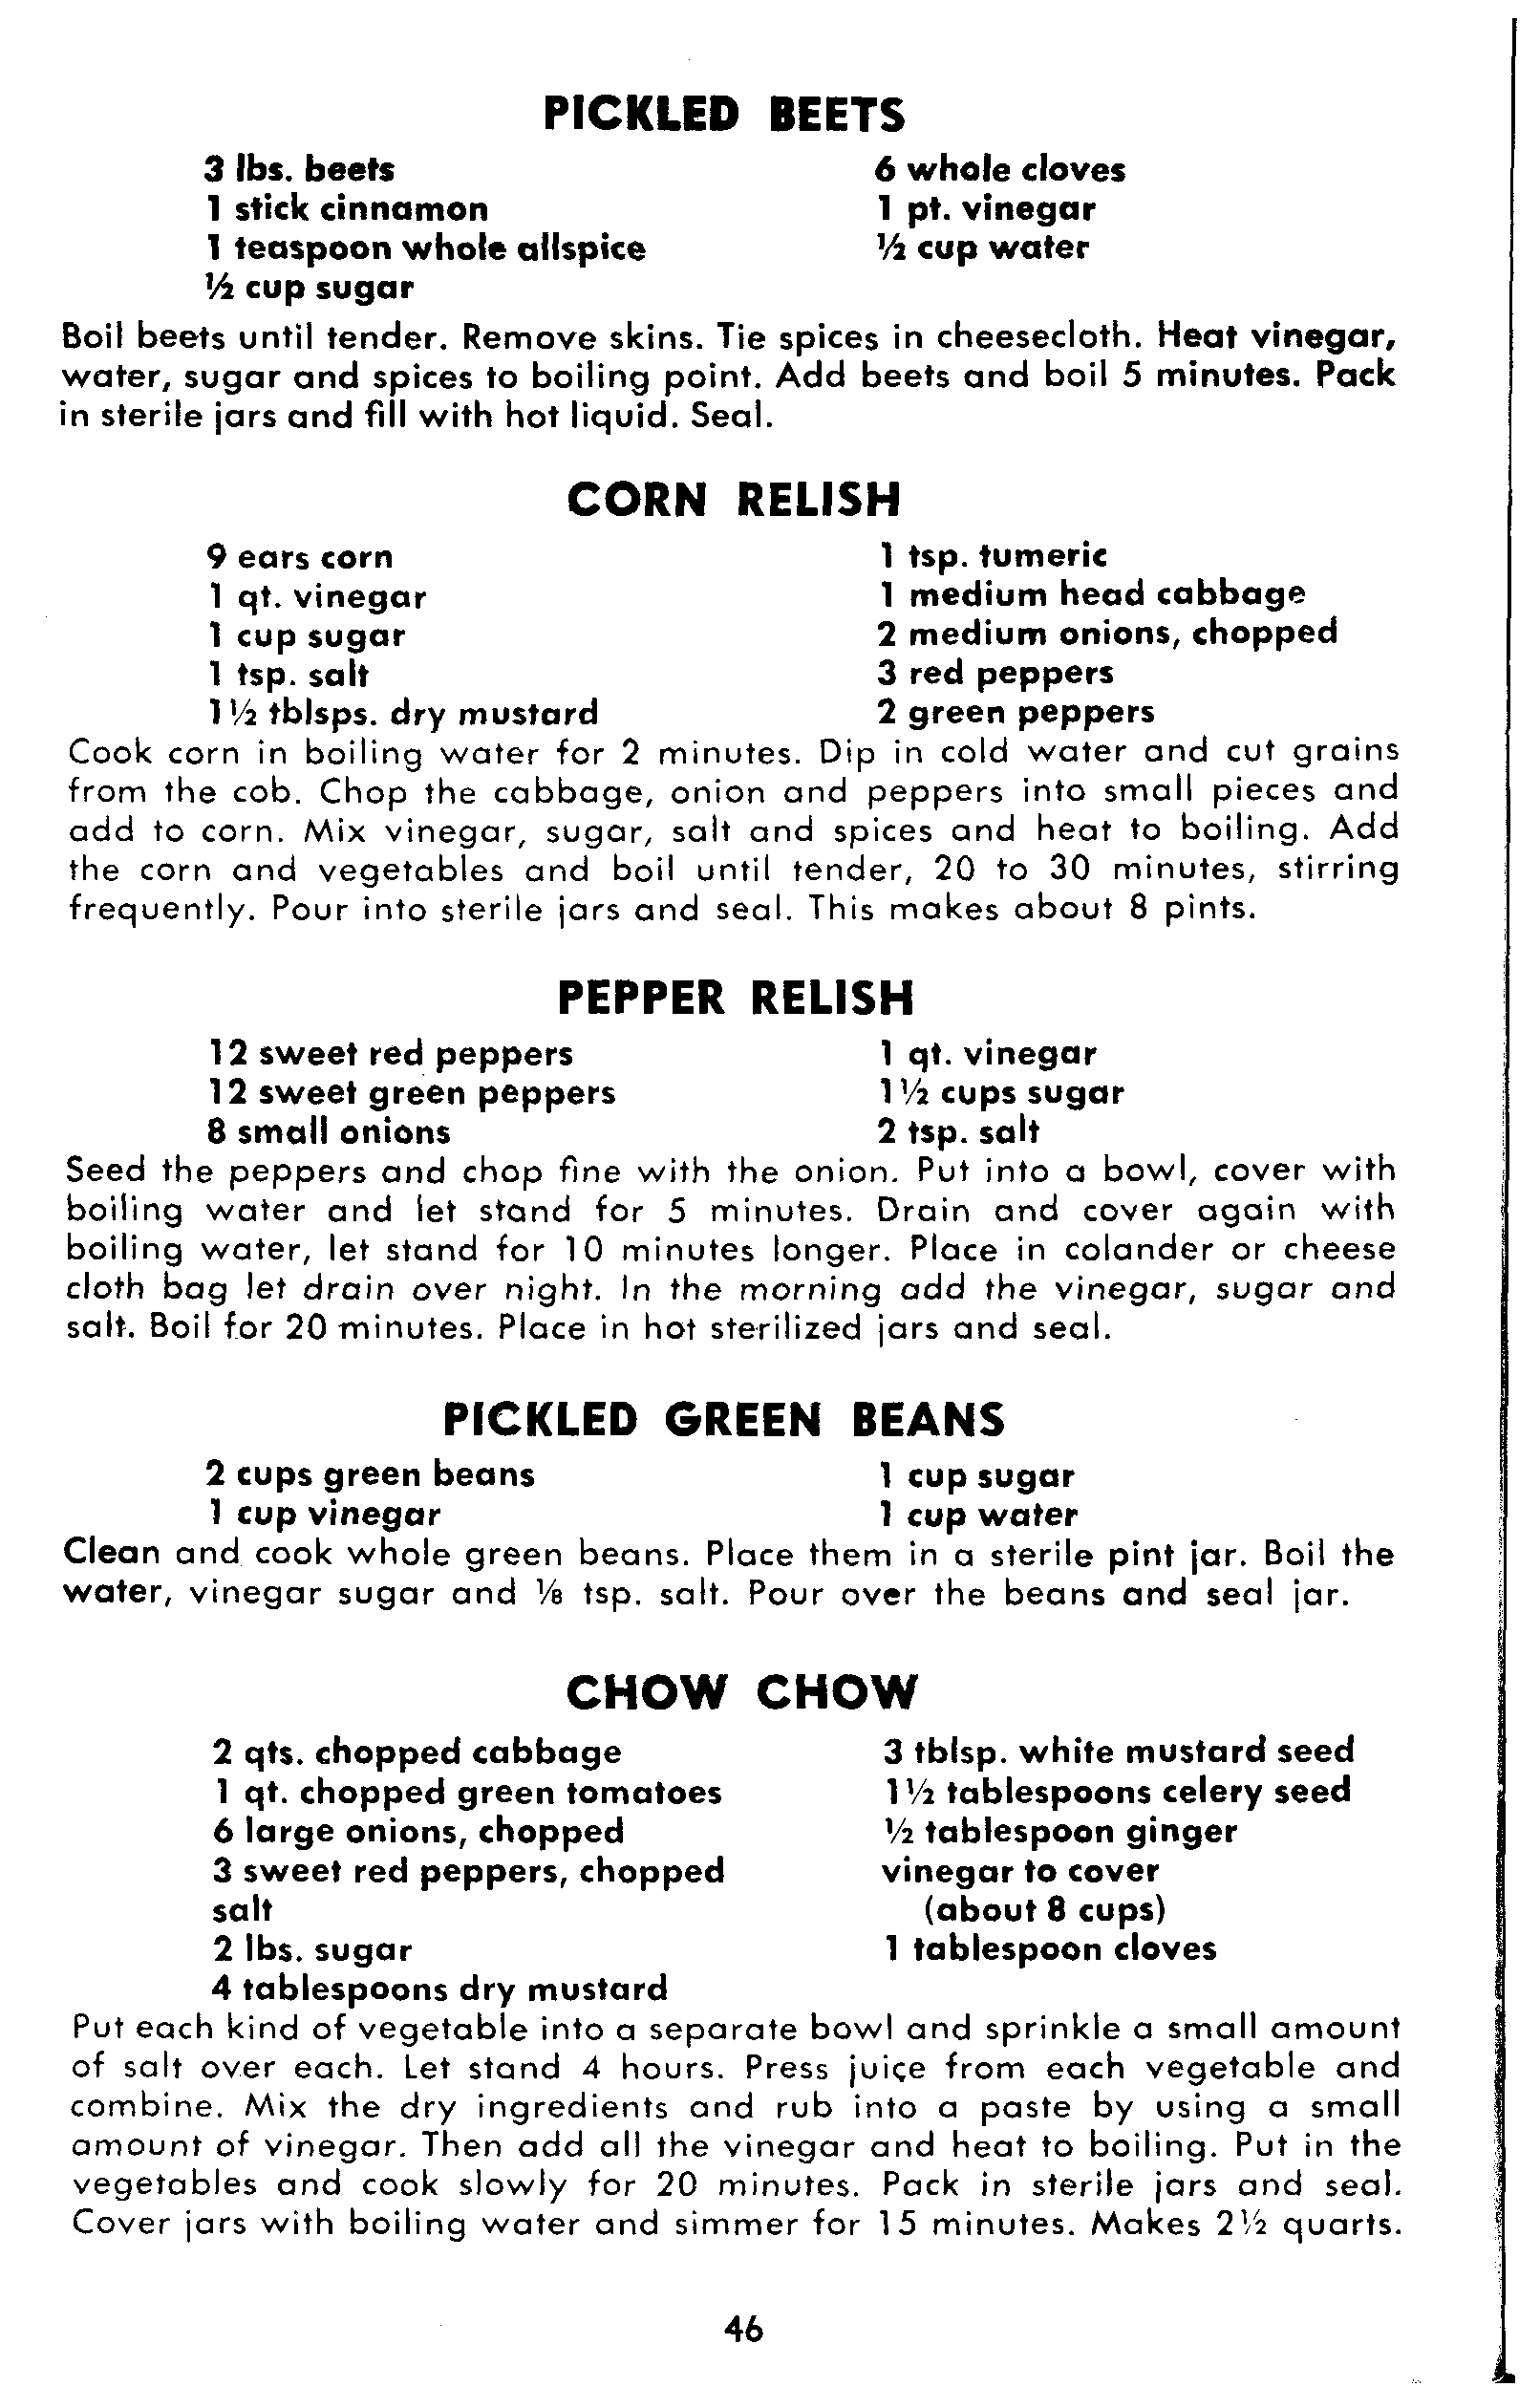 PICKLED BEETS
3 lbs. beets
1 stick cinnamon
1 teaspoon whole allspice
½ cup sugar
6 whole cloves
1 pt. vinegar
½ cup water
Boil beets until tender. Remove skins. Tie spices in cheesecloth. Heat vinegar,
water, sugar and spices to boiling point. Add beets and boil 5 minutes. Pack
in sterile jars and fill with hot liquid. Seal.
CORN RELISH
9 ears corn
1 qt. vinegar
1 cup sugar
1 tsp. salt
1½ tblsps. dry mustard
1 tsp. tumeric
1 medium head cabbage
2 medium onions, chopped
3 red peppers
2 green peppers
Cook corn in boiling water for 2 minutes. Dip in cold water and cut grains
from the cob. Chop the cabbage, onion and peppers into small pieces and
add to corn. Mix vinegar, sugar, salt and spices and heat to boiling. Add
the corn and vegetables and boil until tender, 20 to 30 minutes, stirring
frequently. Pour into sterile jars and seal. This makes about 8 pints.
PEPPER RELISH
12 sweet red peppers
12 sweet green peppers
8 small onions
1 qt. vinegar
1½ cups sugar
2 tsp. salt
Seed the peppers and chop fine with the onion. Put into a bowl, cover with
boiling water and let stand for 5 minutes. Drain and cover again with
boiling water, let stand for 10 minutes longer. Place in colander or cheese
cloth bag let drain over night. In the morning add the vinegar, sugar and
salt. Boil for 20 minutes. Place in hot sterilized jars and seal.
PICKLED GREEN BEANS
2 cups green beans
1 cup vinegar
1 cup sugar
1 cup water
Clean and cook whole green beans. Place them in a sterile pint jar. Boil the
water, vinegar sugar and ⅛ tsp. salt. Pour over the beans and seal jar.
CHOW CHOW
2 qts. chopped cabbage
1 qt. chopped green tomatoes
6 large onions, chopped
3 sweet red peppers, chopped
salt
2 lbs. sugar
4 tablespoons dry mustard
3 tblsp. white mustard seed
1½ tablespoons celery seed
½ tablespoon ginger
vinegar to cover
(about 8 cups)
1 tablespoon cloves
Put each kind of vegetable into a separate bowl and sprinkle a small amount
of salt over each. Let stand 4 hours. Press juice from each vegetable and
combine. Mix the dry ingredients and rub into a paste by using a small
amount of vinegar. Then add all the vinegar and heat to boiling. Put in the
vegetables and cook slowly for 20 minutes. Pack in sterile jars and seal.
Cover jars with boiling water and simmer for 15 minutes. Makes 2½ quarts.
46